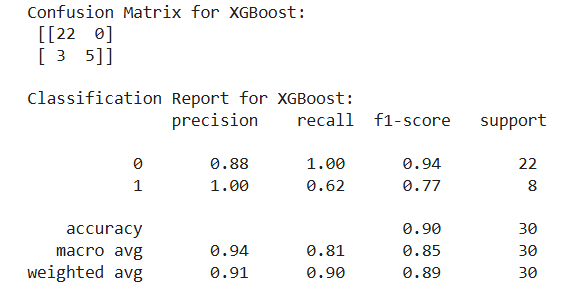 Confusion Matrix for XGBoost:
[[22  0]
[ 3  5]]
Classification Report for XGBoost:
precision recall f1-score support
0 0.88 1.00 0.94 22
1 1.00 0.62 0.77 8
accuracy 0.90 30
macro avg 0.94 0.81 0.85 30
weighted avg 0.91 0.90 0.89 30